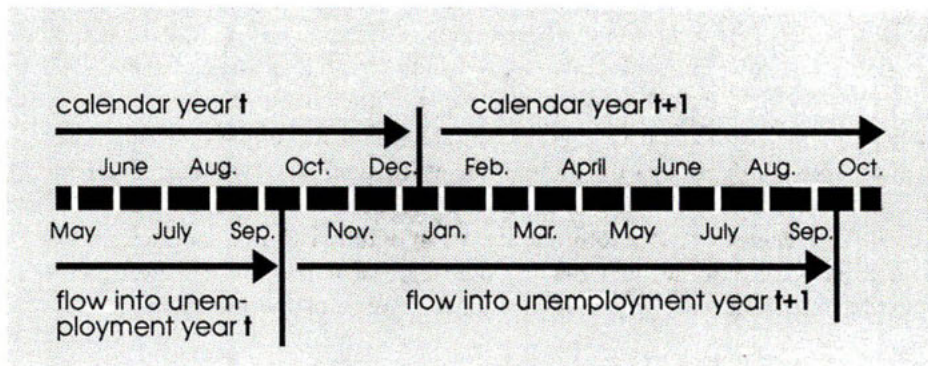 calendar year t
calendar year t+1
June Aug. Oct. Dec. Feb. April June Aug. Oct.
May July Sep. Nov. Jan. Mar. May July Sep.
flow into unem-
ployment year t
flow into unemployment year t+1